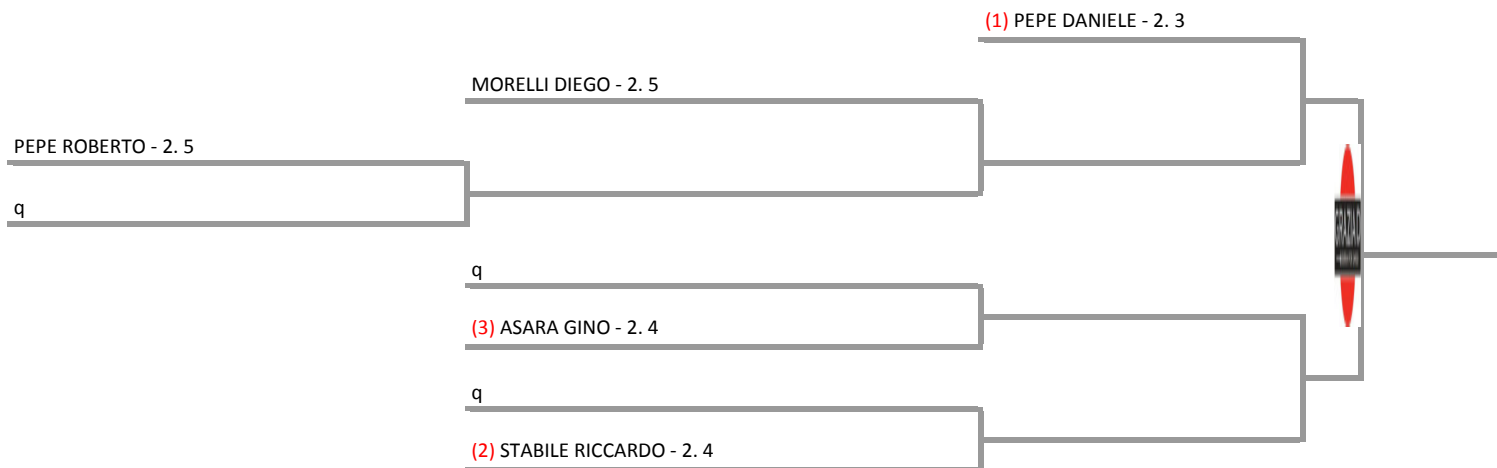 (1) PEPE DANIELE - 2. 3
MORELLI DIEGO - 2. 5
PEPE ROBERTO - 2. 5
q
q
(3) ASARA GINO - 2. 4
q
(2) STABILE RICCARDO - 2. 4